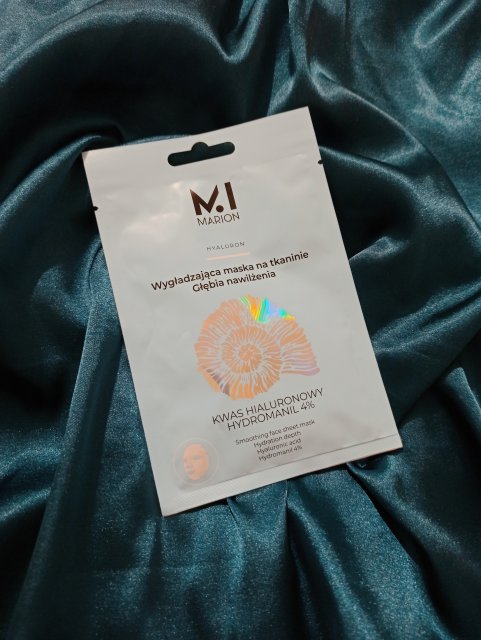 M.I
MARION
HYALURON
Wygładzająca maska na tkaninie
Głębia nawilżenia
KWAS HIALURONOWY
HYDROMANIL 4%
Smoothing face sheet mask
Hydration depth
Hyaluronic acid
Hydromanil 4%